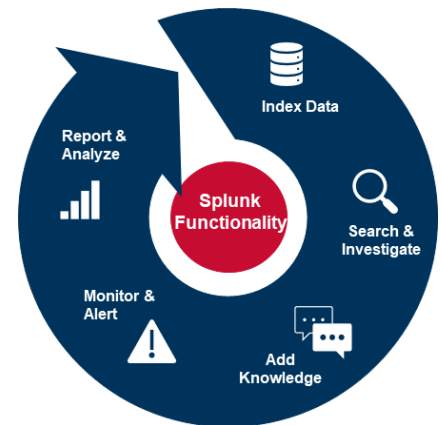 Index Data
Search &
Investigate
Add
Knowledge
Monitor &
Alert
Report &
Analyze
Splunk
Functionality